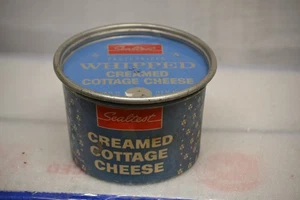 Sealtest
WHIPPED
CREAMED
COTTAGE CHEESE
Sealtest
CREAMED
COTTAGE
CHEESE